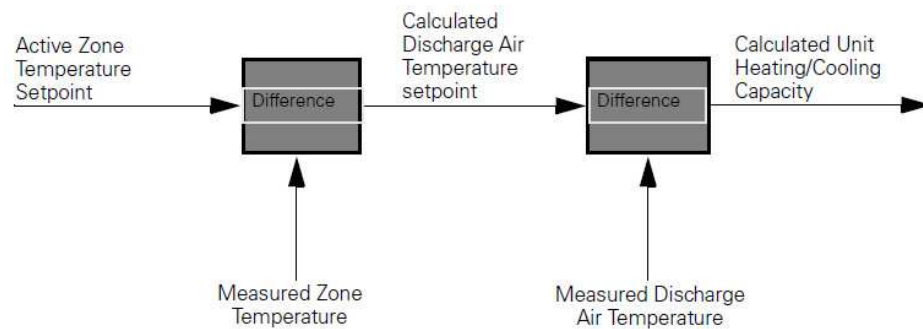 Active Zone
Temperature
Setpoint
Difference
Calculated
Discharge Air
Temperature
setpoint
Difference
Calculated Unit
Heating/Cooling
Capacity
Measured Zone
Temperature
Measured Discharge
Air Temperature